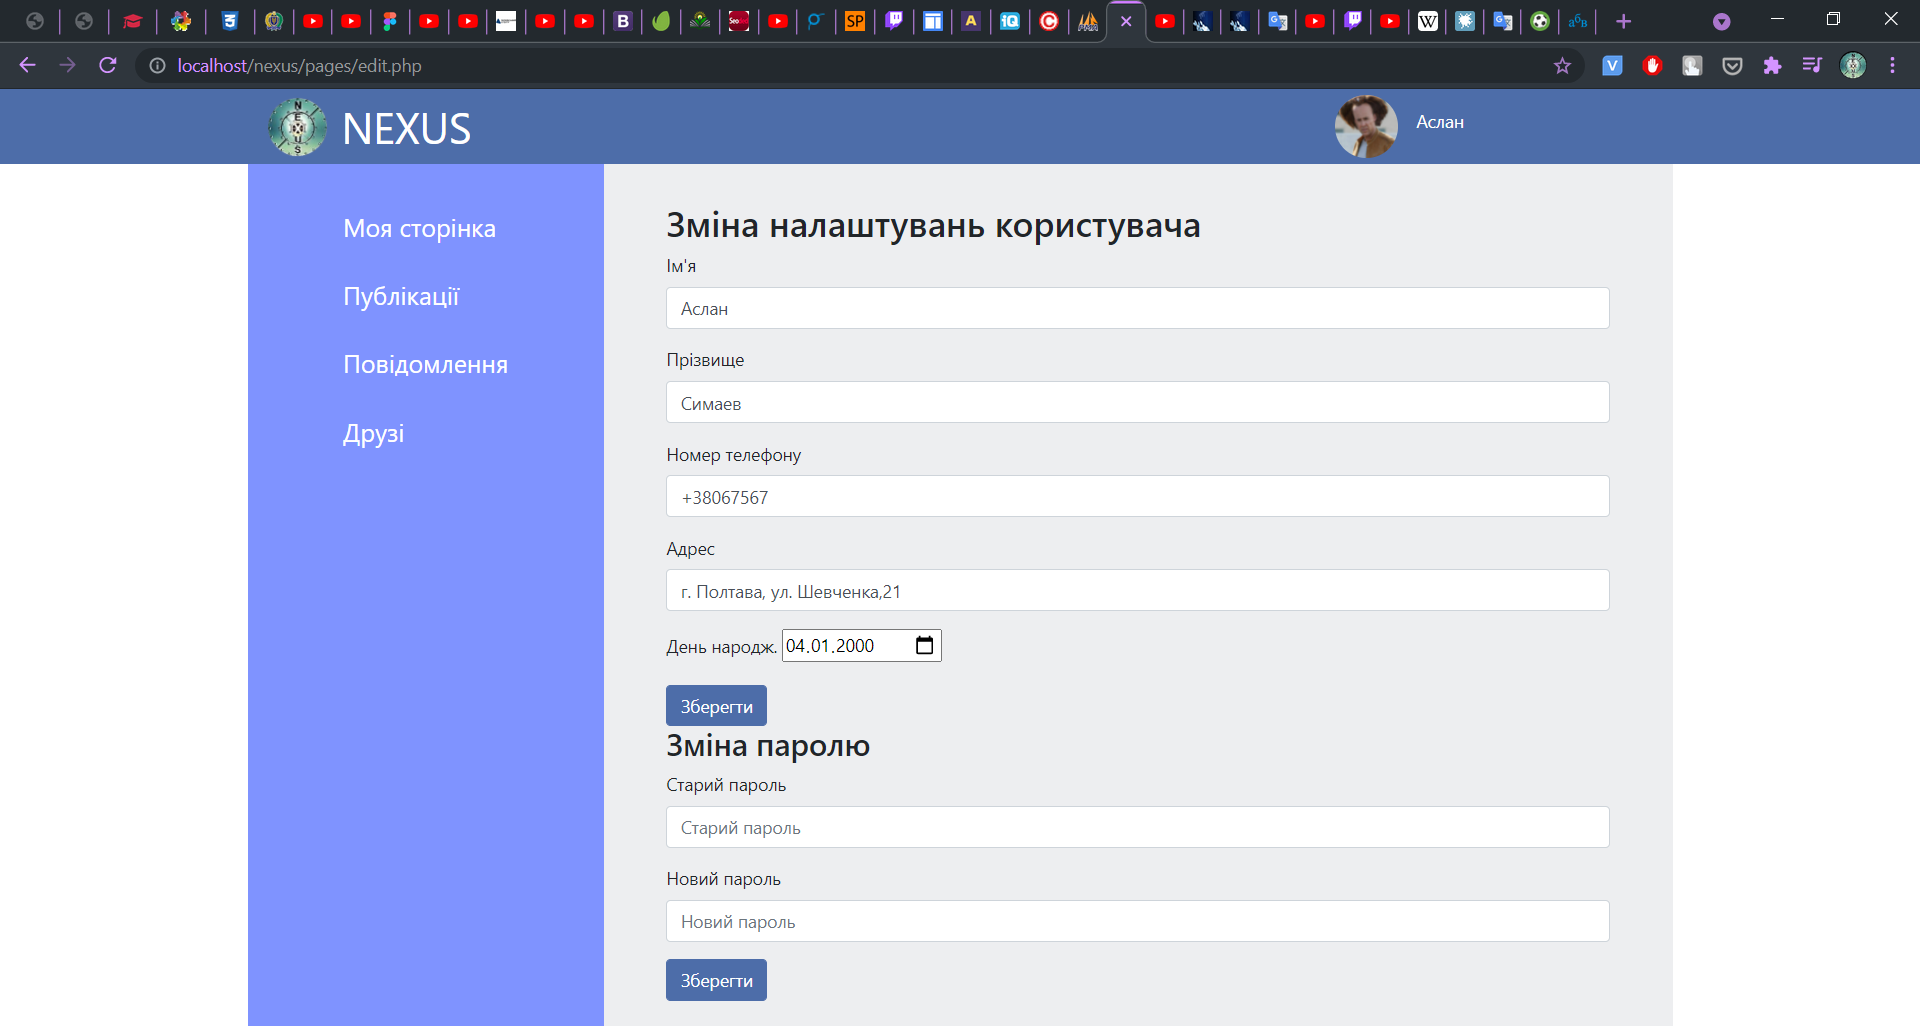 localhost/nexus/pages/edit.php
NEXUS
Аслан
Моя сторінка
Публікації
Повідомлення
Друзі
Зміна налаштувань користувача
Ім'я
Аслан
Прізвище
Симаев
Номер телефону
+38067567
Адрес
г. Полтава, ул. Шевченка,21
День народж. 04.01.2000
Зберегти
Зміна паролю
Старий пароль
Старий пароль
Новий пароль
Новий пароль
Зберегти